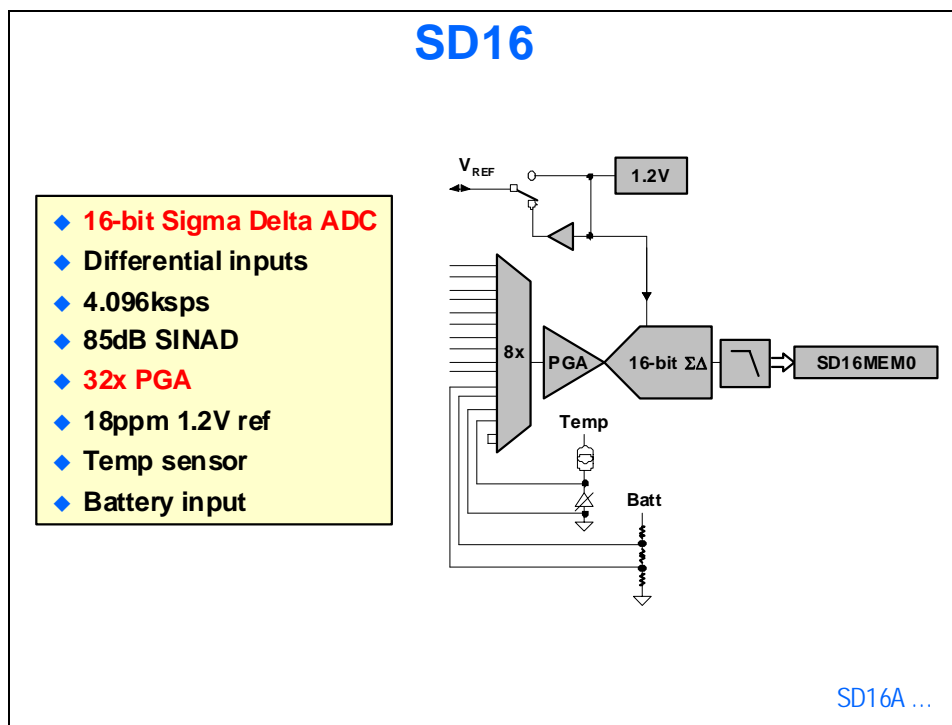 SD16
16-bit Sigma Delta ADC
Differential inputs
4.096ksps
85dB SINAD
32x PGA
18ppm 1.2V ref
Temp sensor
Battery input
VREF
1.2V
8x
PGA
16-bit ΣΔ
SD16MEM0
Temp
Batt
SD16A ...